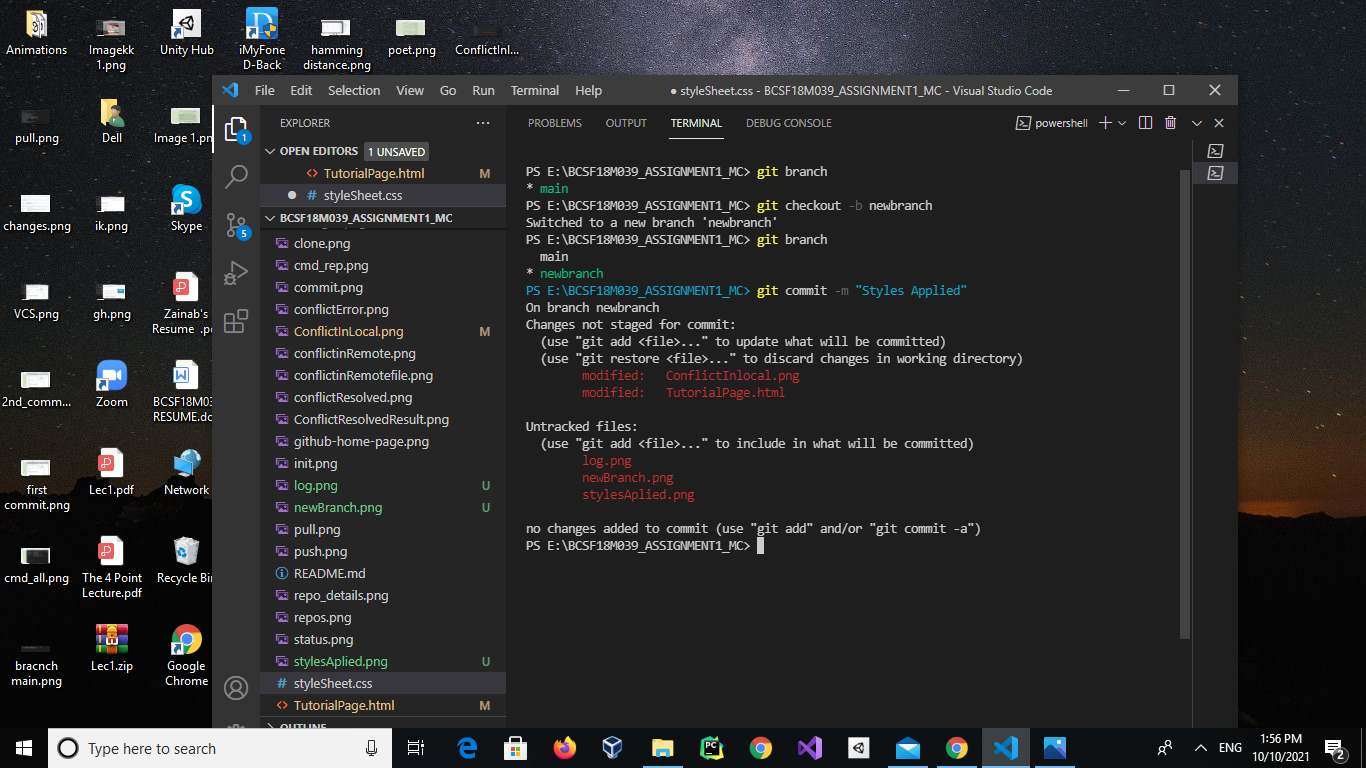 Animations
Imagekk
1.png
Unity Hub
iMyFone
D-Back
hamming
distance.png
poet.png
ConflictInl...
pull.png
Dell
Image 1.pn
changes.png
ik.png
Skype
VCS.png
gh.png
Zainab's
Resume .pc
2nd_comm...
Zoom
BCSF18M03
RESUME.do
first
commit.png
Lec1.pdf
Network
cmd_all.png
The 4 Point
Lecture.pdf
Recycle Bin
bracnch
main.png
Lec1.zip
Google
Chrome
File Edit Selection View Go Run Terminal Help
● styleSheet.css - BCSF18M039_ASSIGNMENT1_MC - Visual Studio Code
1
5
EXPLORER ...
OPEN EDITORS 1 UNSAVED
<> TutorialPage.html M
# styleSheet.css
BCSF18M039_ASSIGNMENT1_MC
clone.png
cmd_rep.png
commit.png
conflictError.png
ConflictInLocal.png M
conflictinRemote.png
conflictinRemotefile.png
conflictResolved.png
ConflictResolvedResult.png
github-home-page.png
init.png
log.png U
newBranch.png U
pull.png
push.png
README.md
repo_details.png
repos.png
status.png
stylesAplied.png U
# styleSheet.css
<> TutorialPage.html M
OUTLINE
PROBLEMS OUTPUT TERMINAL DEBUG CONSOLE
powershell
PS E:\BCSF18M039_ASSIGNMENT1_MC> git branch
* main
PS E:\BCSF18M039_ASSIGNMENT1_MC> git checkout -b newbranch
Switched to a new branch 'newbranch'
PS E:\BCSF18M039_ASSIGNMENT1_MC> git branch
main
* newbranch
PS E:\BCSF18M039_ASSIGNMENT1_MC> git commit -m "Styles Applied"
On branch newbranch
Changes not staged for commit:
(use "git add <file>..." to update what will be committed)
(use "git restore <file>..." to discard changes in working directory)
modified: ConflictInlocal.png
modified: TutorialPage.html
Untracked files:
(use "git add <file>..." to include in what will be committed)
log.png
newBranch.png
stylesAplied.png
no changes added to commit (use "git add" and/or "git commit -a")
PS E:\BCSF18M039_ASSIGNMENT1_MC>
Type here to search
PC
ENG
1:56 PM
10/10/2021
2